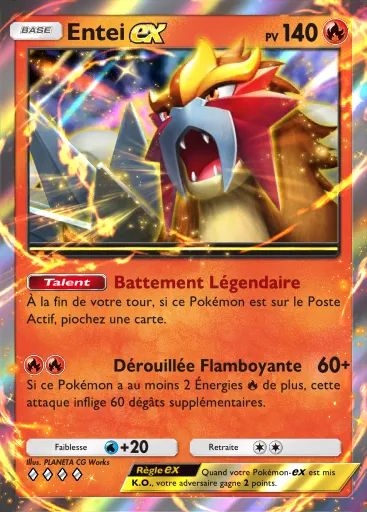 BASE Entei ex PV 140
Talent Battement Légendaire
À la fin de votre tour, si ce Pokémon est sur le Poste
Actif, piochez une carte.
Dérouillée Flamboyante 60+
Si ce Pokémon a au moins 2 Énergies de plus, cette
attaque inflige 60 dégâts supplémentaires.
Faiblesse +20 Retraite
Illus. PLANETA CG Works
Règle ex Quand votre Pokémon-ex est mis
K.O., votre adversaire gagne 2 points.